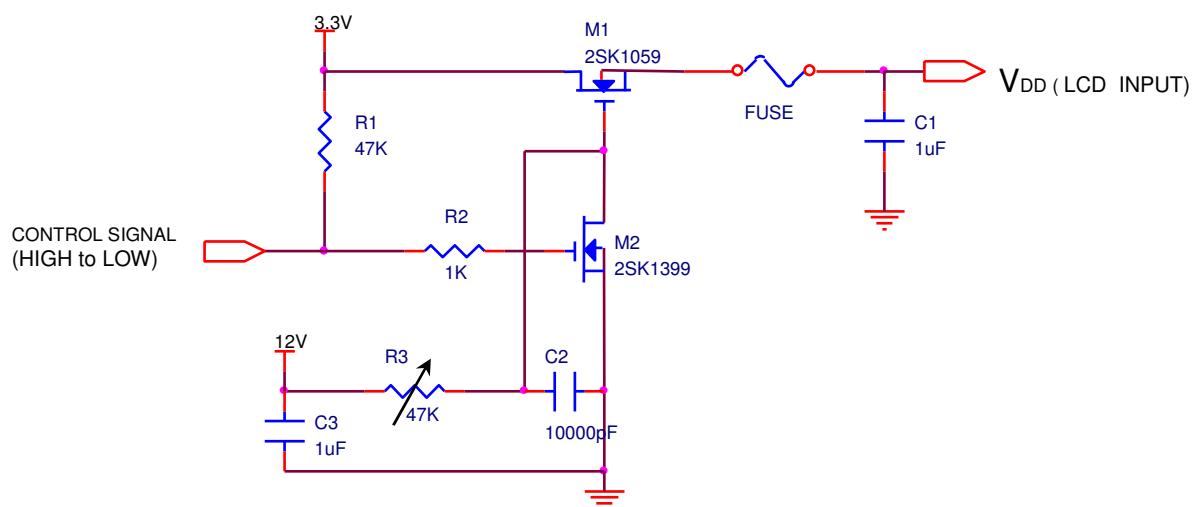 3.3V
M1
2SK1059
FUSE
VDD ( LCD INPUT)
R1
47K
C1
1uF
CONTROL SIGNAL
(HIGH to LOW)
R2
1K
M2
2SK1399
12V
R3
47K
C2
10000pF
C3
1uF